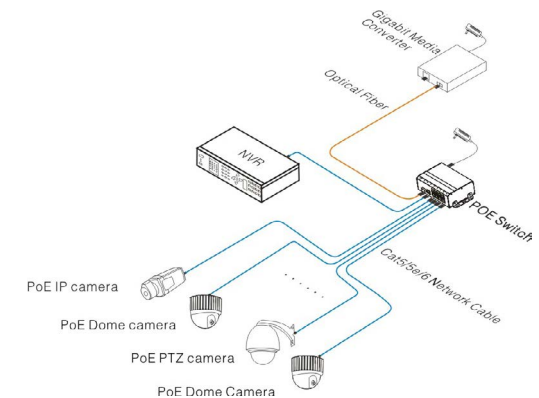 Gigabit Media
Converter
Optical Fiber
NVR
POE Switch
Cat5/5e/6 Network Cable
PoE IP camera
PoE Dome camera
PoE PTZ camera
PoE Dome Camera